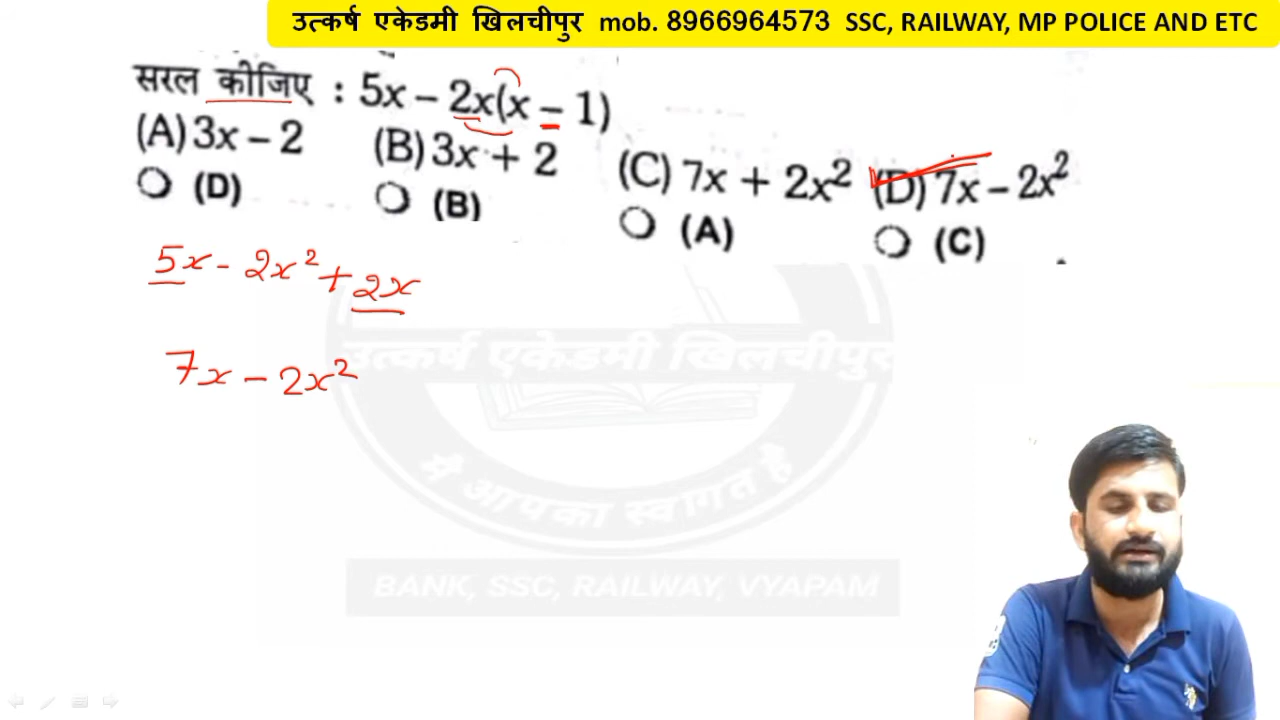 उत्कर्ष एकेडमी खिलचीपुर mob. 8966964573 SSC, RAILWAY, MP POLICE AND ETC
सरल कीजिए : 5x – 2x(x – 1)
(A) 3x – 2 (B) 3x + 2 (C) 7x + 2x² (D) 7x – 2x²
(D) (B) (A) (C)
5x - 2x² + 2x
7x - 2x²
उत्कर्ष एकेडमी खिलचीपुर
में आपका स्वागत है
BANK, SSC, RAILWAY, VYAPAM